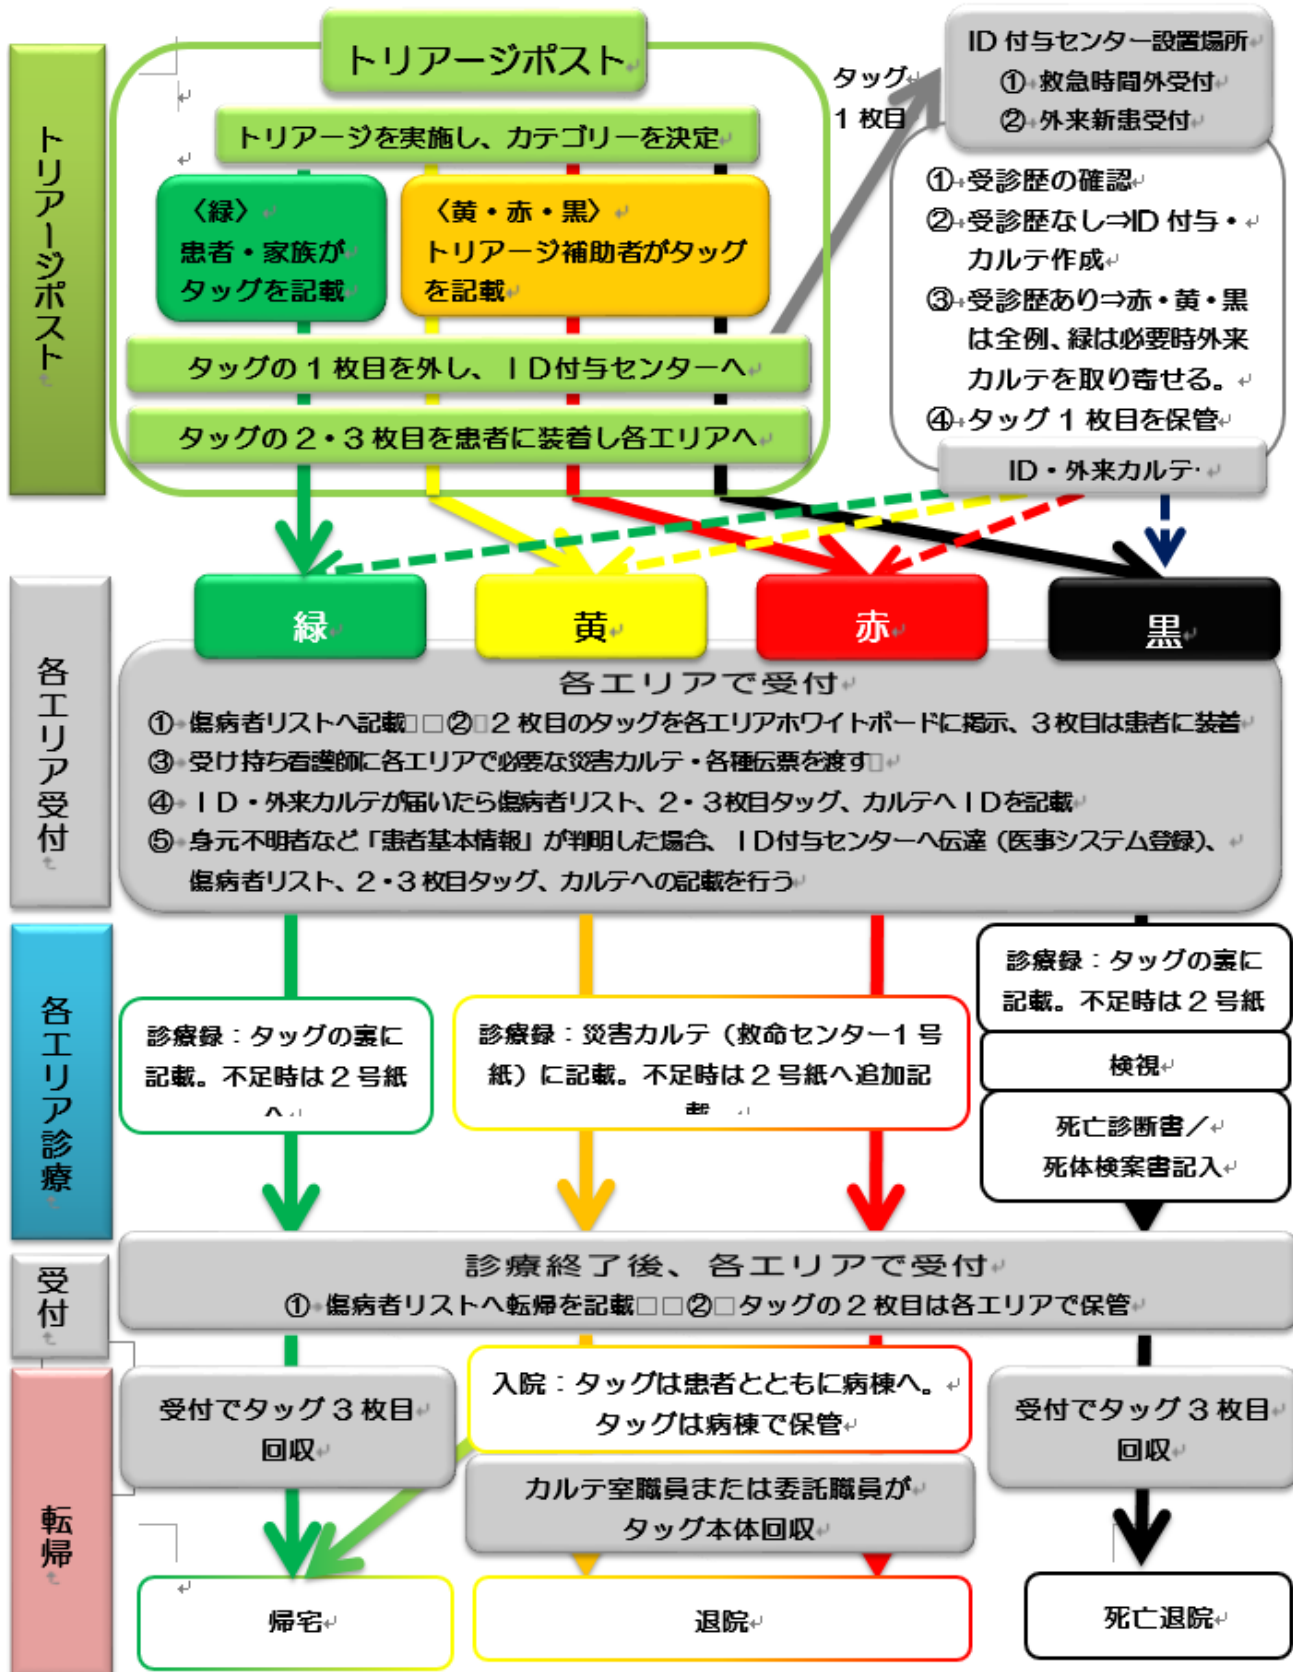 トリアージポスト
トリアージポスト
トリアージを実施し、カテゴリーを決定
〈緑〉
患者・家族が
タッグを記載
〈黄・赤・黒〉
トリアージ補助者がタッグ
を記載
タッグの1枚目を外し、ID付与センターへ
タッグの2・3枚目を患者に装着し各エリアへ
タッグ
1枚目
ID付与センター設置場所
①救急時間外受付
②外来新患受付
①受診歴の確認
②受診歴なし⇒ID付与・
カルテ作成
③受診歴あり⇒赤・黄・黒
は全例、緑は必要時外来
カルテを取り寄せる。
④タッグ1枚目を保管
ID・外来カルテ
各エリア受付
緑
黄
赤
黒
各エリアで受付
①傷病者リストへ記載□□②□2枚目のタッグを各エリアホワイトボードに掲示、3枚目は患者に装着
③受け持ち看護師に各エリアで必要な災害カルテ・各種伝票を渡す□
④ID・外来カルテが届いたら傷病者リスト、2・3枚目タッグ、カルテへIDを記載
⑤身元不明者など「患者基本情報」が判明した場合、ID付与センターへ伝達(医事システム登録)、
傷病者リスト、2・3枚目タッグ、カルテへの記載を行う
各エリア診療
診療録：タッグの裏に
記載。不足時は2号紙
へ
診療録：災害カルテ(救命センター1号
紙)に記載。不足時は2号紙へ追加記
載
診療録：タッグの裏に
記載。不足時は2号紙
検視
死亡診断書／
死体検案書記入
受付
診療終了後、各エリアで受付
①傷病者リストへ転帰を記載□□②□タッグの2枚目は各エリアで保管
転帰
受付でタッグ3枚目
回収
入院：タッグは患者とともに病棟へ。
タッグは病棟で保管
カルテ室職員または委託職員が
タッグ本体回収
受付でタッグ3枚目
回収
帰宅
退院
死亡退院